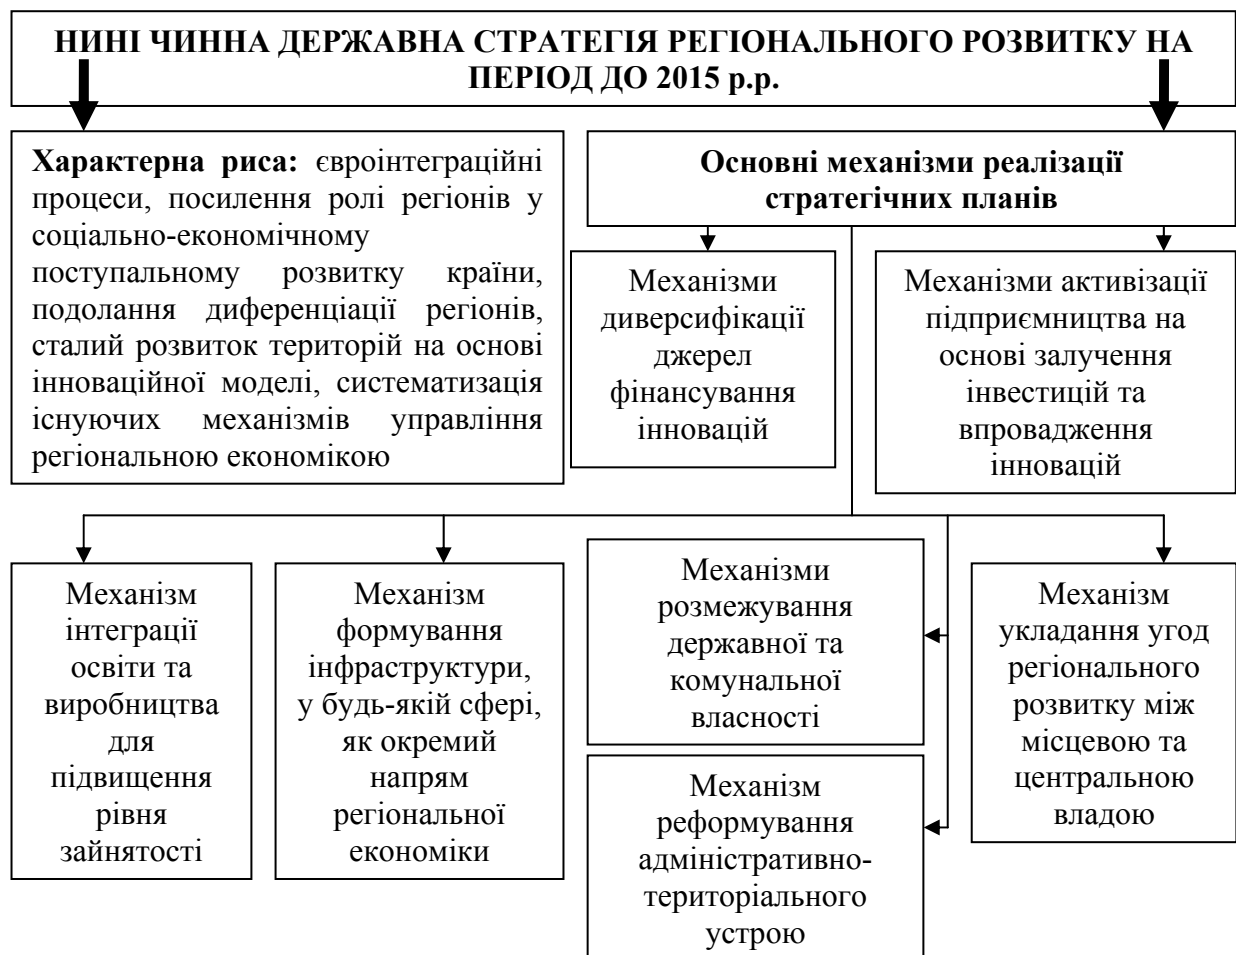 НИНІ ЧИННА ДЕРЖАВНА СТРАТЕГІЯ РЕГІОНАЛЬНОГО РОЗВИТКУ НА
ПЕРІОД ДО 2015 р.р.
Характерна риса: євроінтеграційні
процеси, посилення ролі регіонів у
соціально-економічному
поступальному розвитку країни,
подолання диференціації регіонів,
сталий розвиток територій на основі
інноваційної моделі, систематизація
існуючих механізмів управління
регіональною економікою
Основні механізми реалізації
стратегічних планів
Механізми
диверсифікації
джерел
фінансування
інновацій
Механізми активізації
підприємництва на
основі залучення
інвестицій та
впровадження
інновацій
Механізм
інтеграції
освіти та
виробництва
для
підвищення
рівня
зайнятості
Механізм
формування
інфраструктури,
у будь-якій сфері,
як окремий
напрям
регіональної
економіки
Механізми
розмежування
державної та
комунальної
власності
Механізм
реформування
адміністративно-
територіального
устрою
Механізм
укладання угод
регіонального
розвитку між
місцевою та
центральною
владою